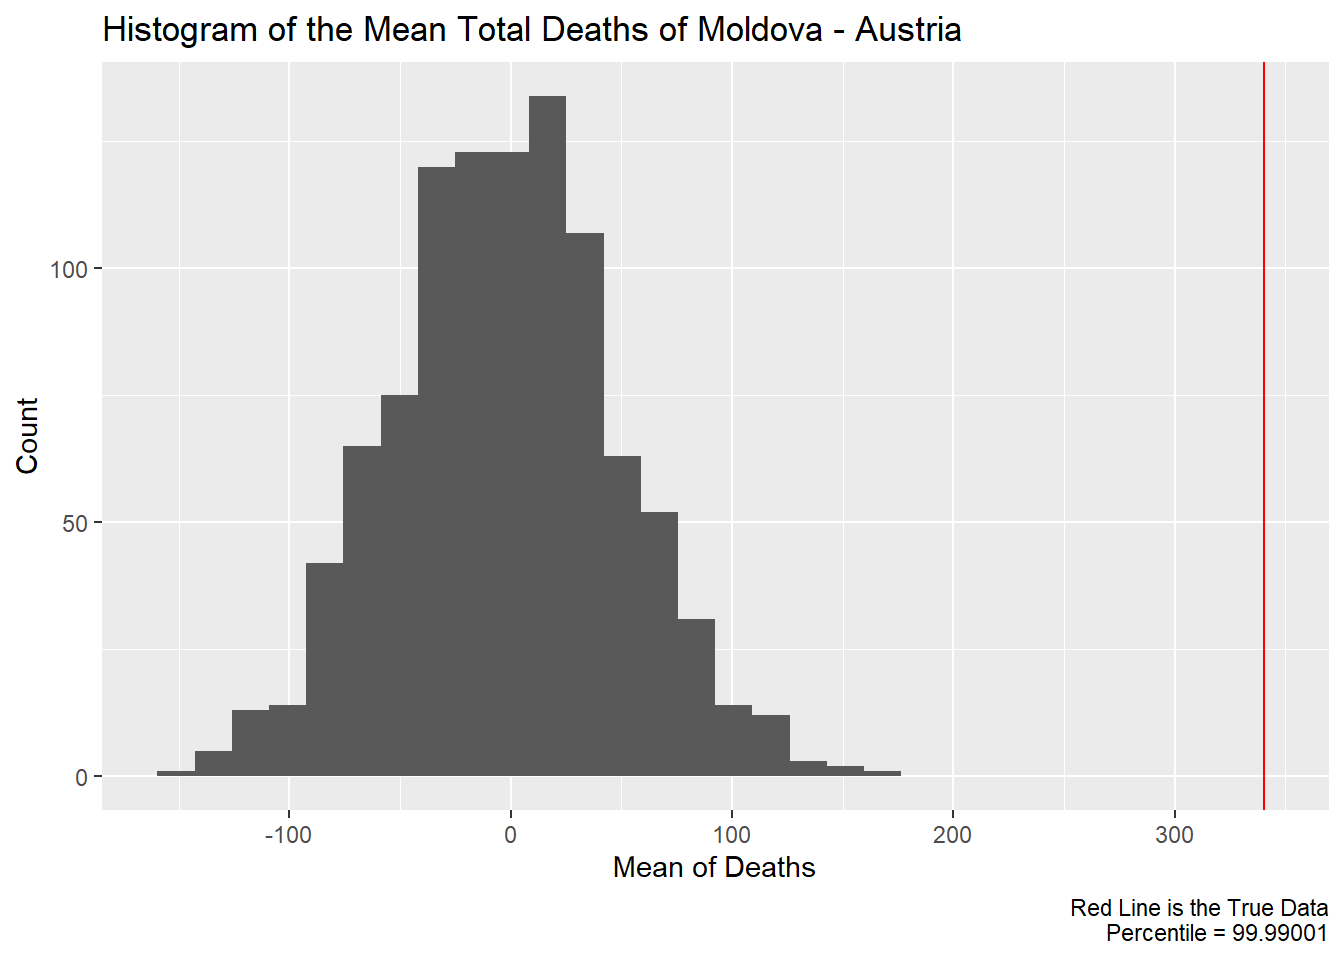 Histogram of the Mean Total Deaths of Moldova - Austria
Count
100
50
0
-100
0
100
200
300
Mean of Deaths
Red Line is the True Data
Percentile = 99.99001